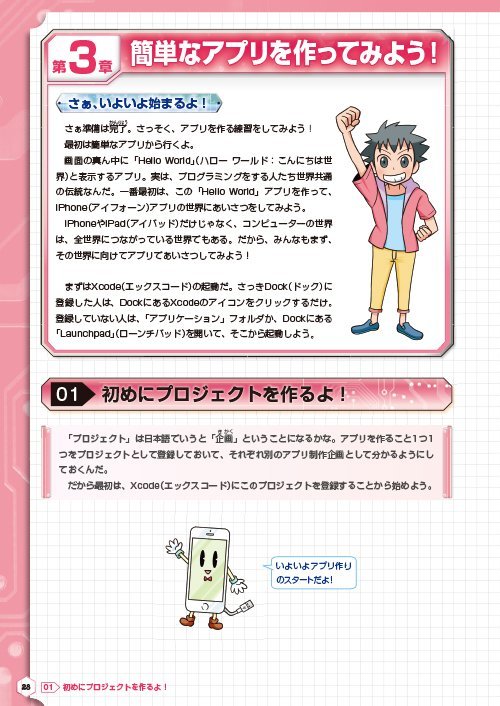 第3章 簡単なアプリを作ってみよう!
さぁ、いよいよ始まるよ!
さぁ準備は完了。さっそく、アプリを作る練習をしてみよう!
最初は簡単なアプリから行くよ。
画面の真ん中に「Hello World」(ハロー ワールド:こんにちは世
界)と表示するアプリ。実は、プログラミングをする人たち世界共通
の伝統なんだ。一番最初は、この「Hello World」アプリを作って、
iPhone(アイフォーン)アプリの世界にあいさつをしてみよう。
iPhoneやiPad(アイパッド)だけじゃなく、コンピューターの世界
は、全世界につながっている世界でもある。だから、みんなもまず、
その世界に向けてアプリであいさつしてみよう!
まずはXcode(エックスコード)の起動だ。さっきDock(ドック)に
登録した人は、DockにあるXcodeのアイコンをクリックするだけ。
登録していない人は、「アプリケーション」フォルダか、Dockにある
「Launchpad」(ローンチパッド)を開いて、そこから起動しよう。
01 初めにプロジェクトを作るよ!
「プロジェクト」は日本語でいうと「企画」ということになるかな。アプリを作ること1つ1
つをプロジェクトとして登録しておいて、それぞれ別のアプリ制作企画として分かるようにし
ておくんだ。
だから最初は、Xcode(エックスコード)にこのプロジェクトを登録することから始めよう。
いよいよアプリ作り
のスタートだよ!
28 01 初めにプロジェクトを作るよ!